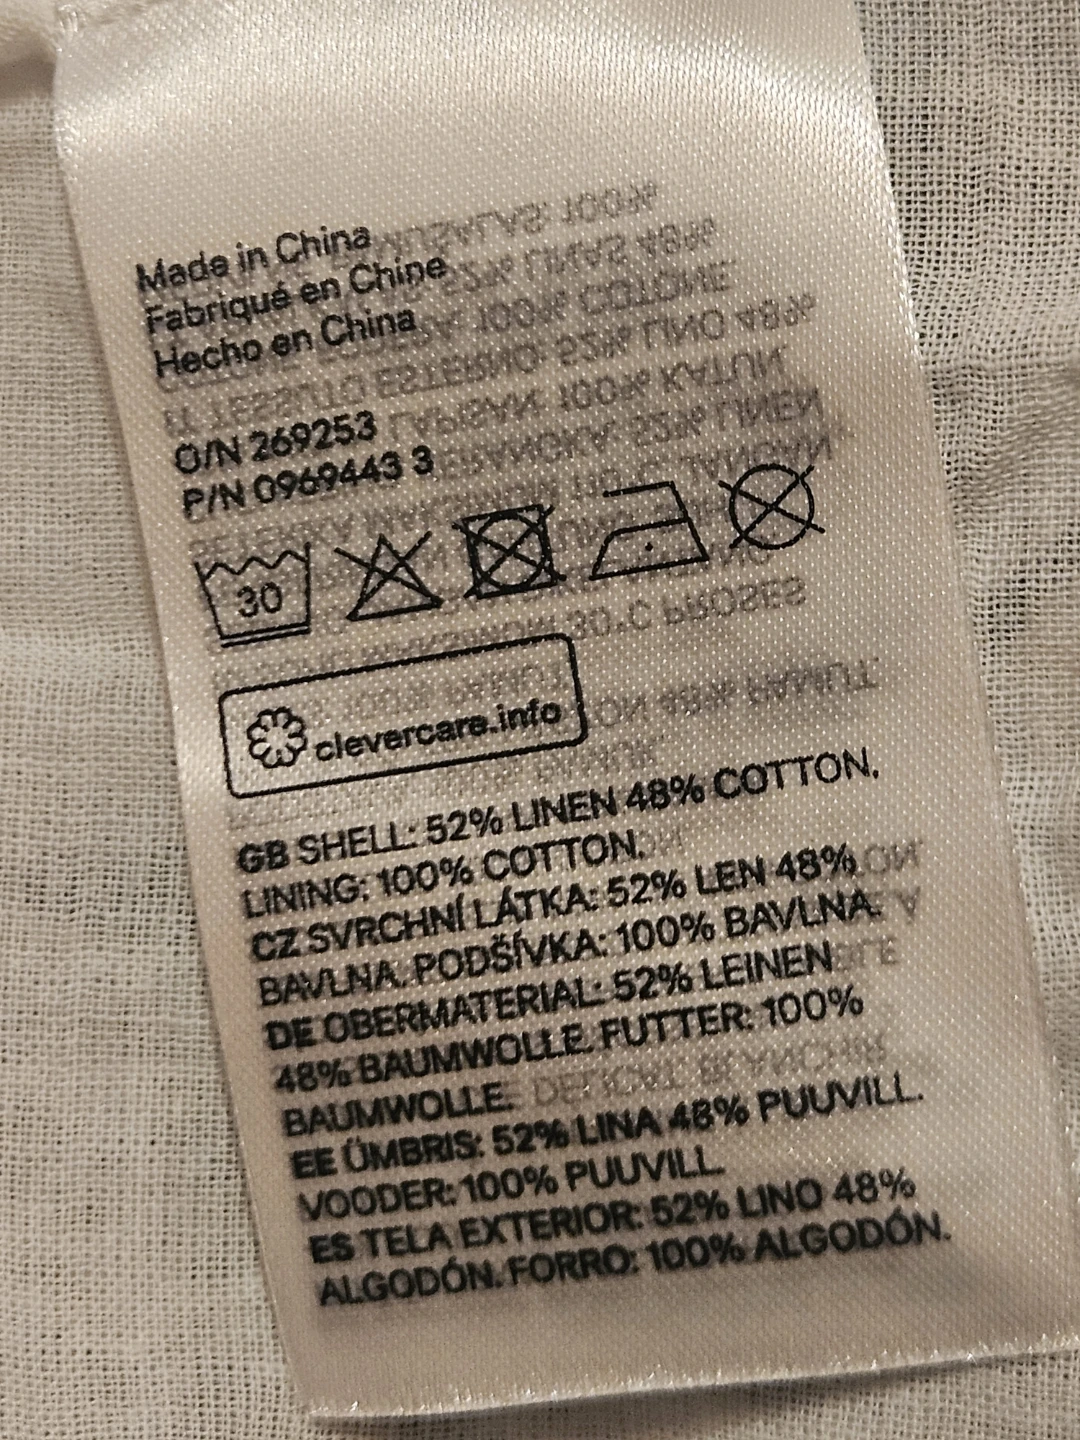 Made in China
Fabriqué en Chine
Hecho en China
O/N 269253
P/N 0969443 3
30
clevercare.info
GB SHELL: 52% LINEN 48% COTTON.
LINING: 100% COTTON.
CZ SVRCHNÍ LÁTKA: 52% LEN 48%
BAVLNA. PODŠÍVKA: 100% BAVLNA.
DE OBERMATERIAL: 52% LEINEN
48% BAUMWOLLE. FUTTER: 100%
BAUMWOLLE.
EE ÜMBRIS: 52% LINA 48% PUUVILL.
VOODER: 100% PUUVILL.
ES TELA EXTERIOR: 52% LINO 48%
ALGODÓN. FORRO: 100% ALGODÓN.